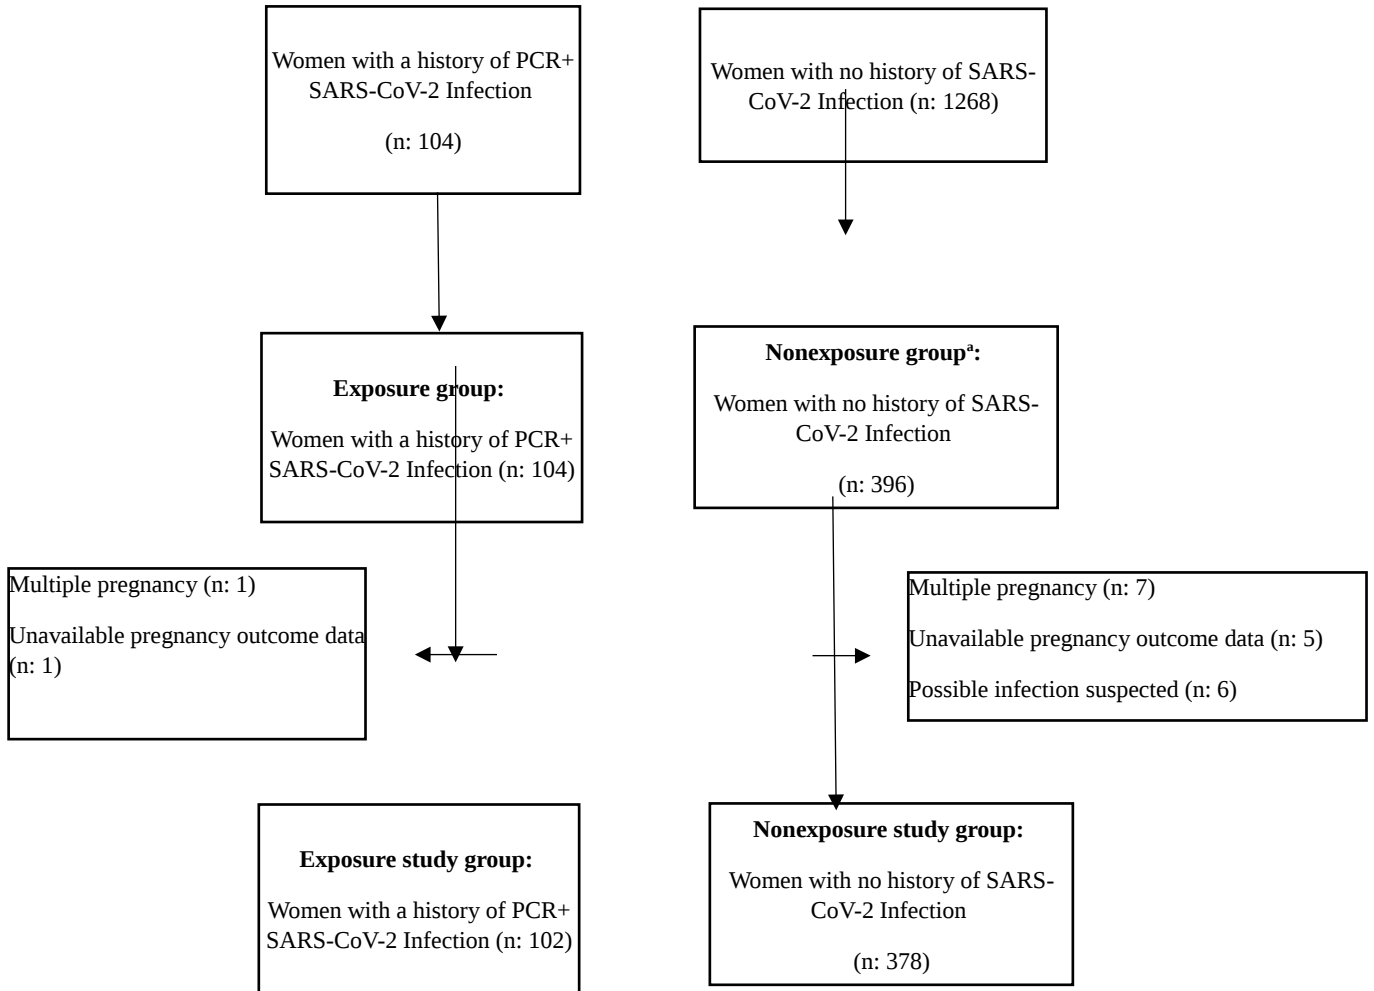 Women with a history of PCR+
SARS-CoV-2 Infection
(n: 104)
Women with no history of SARS-
CoV-2 Infection (n: 1268)
Exposure group:
Women with a history of PCR+
SARS-CoV-2 Infection (n: 104)
Nonexposure groupᵃ:
Women with no history of SARS-
CoV-2 Infection
(n: 396)
Multiple pregnancy (n: 1)
Unavailable pregnancy outcome data
(n: 1)
Multiple pregnancy (n: 7)
Unavailable pregnancy outcome data (n: 5)
Possible infection suspected (n: 6)
Exposure study group:
Women with a history of PCR+
SARS-CoV-2 Infection (n: 102)
Nonexposure study group:
Women with no history of SARS-
CoV-2 Infection
(n: 378)